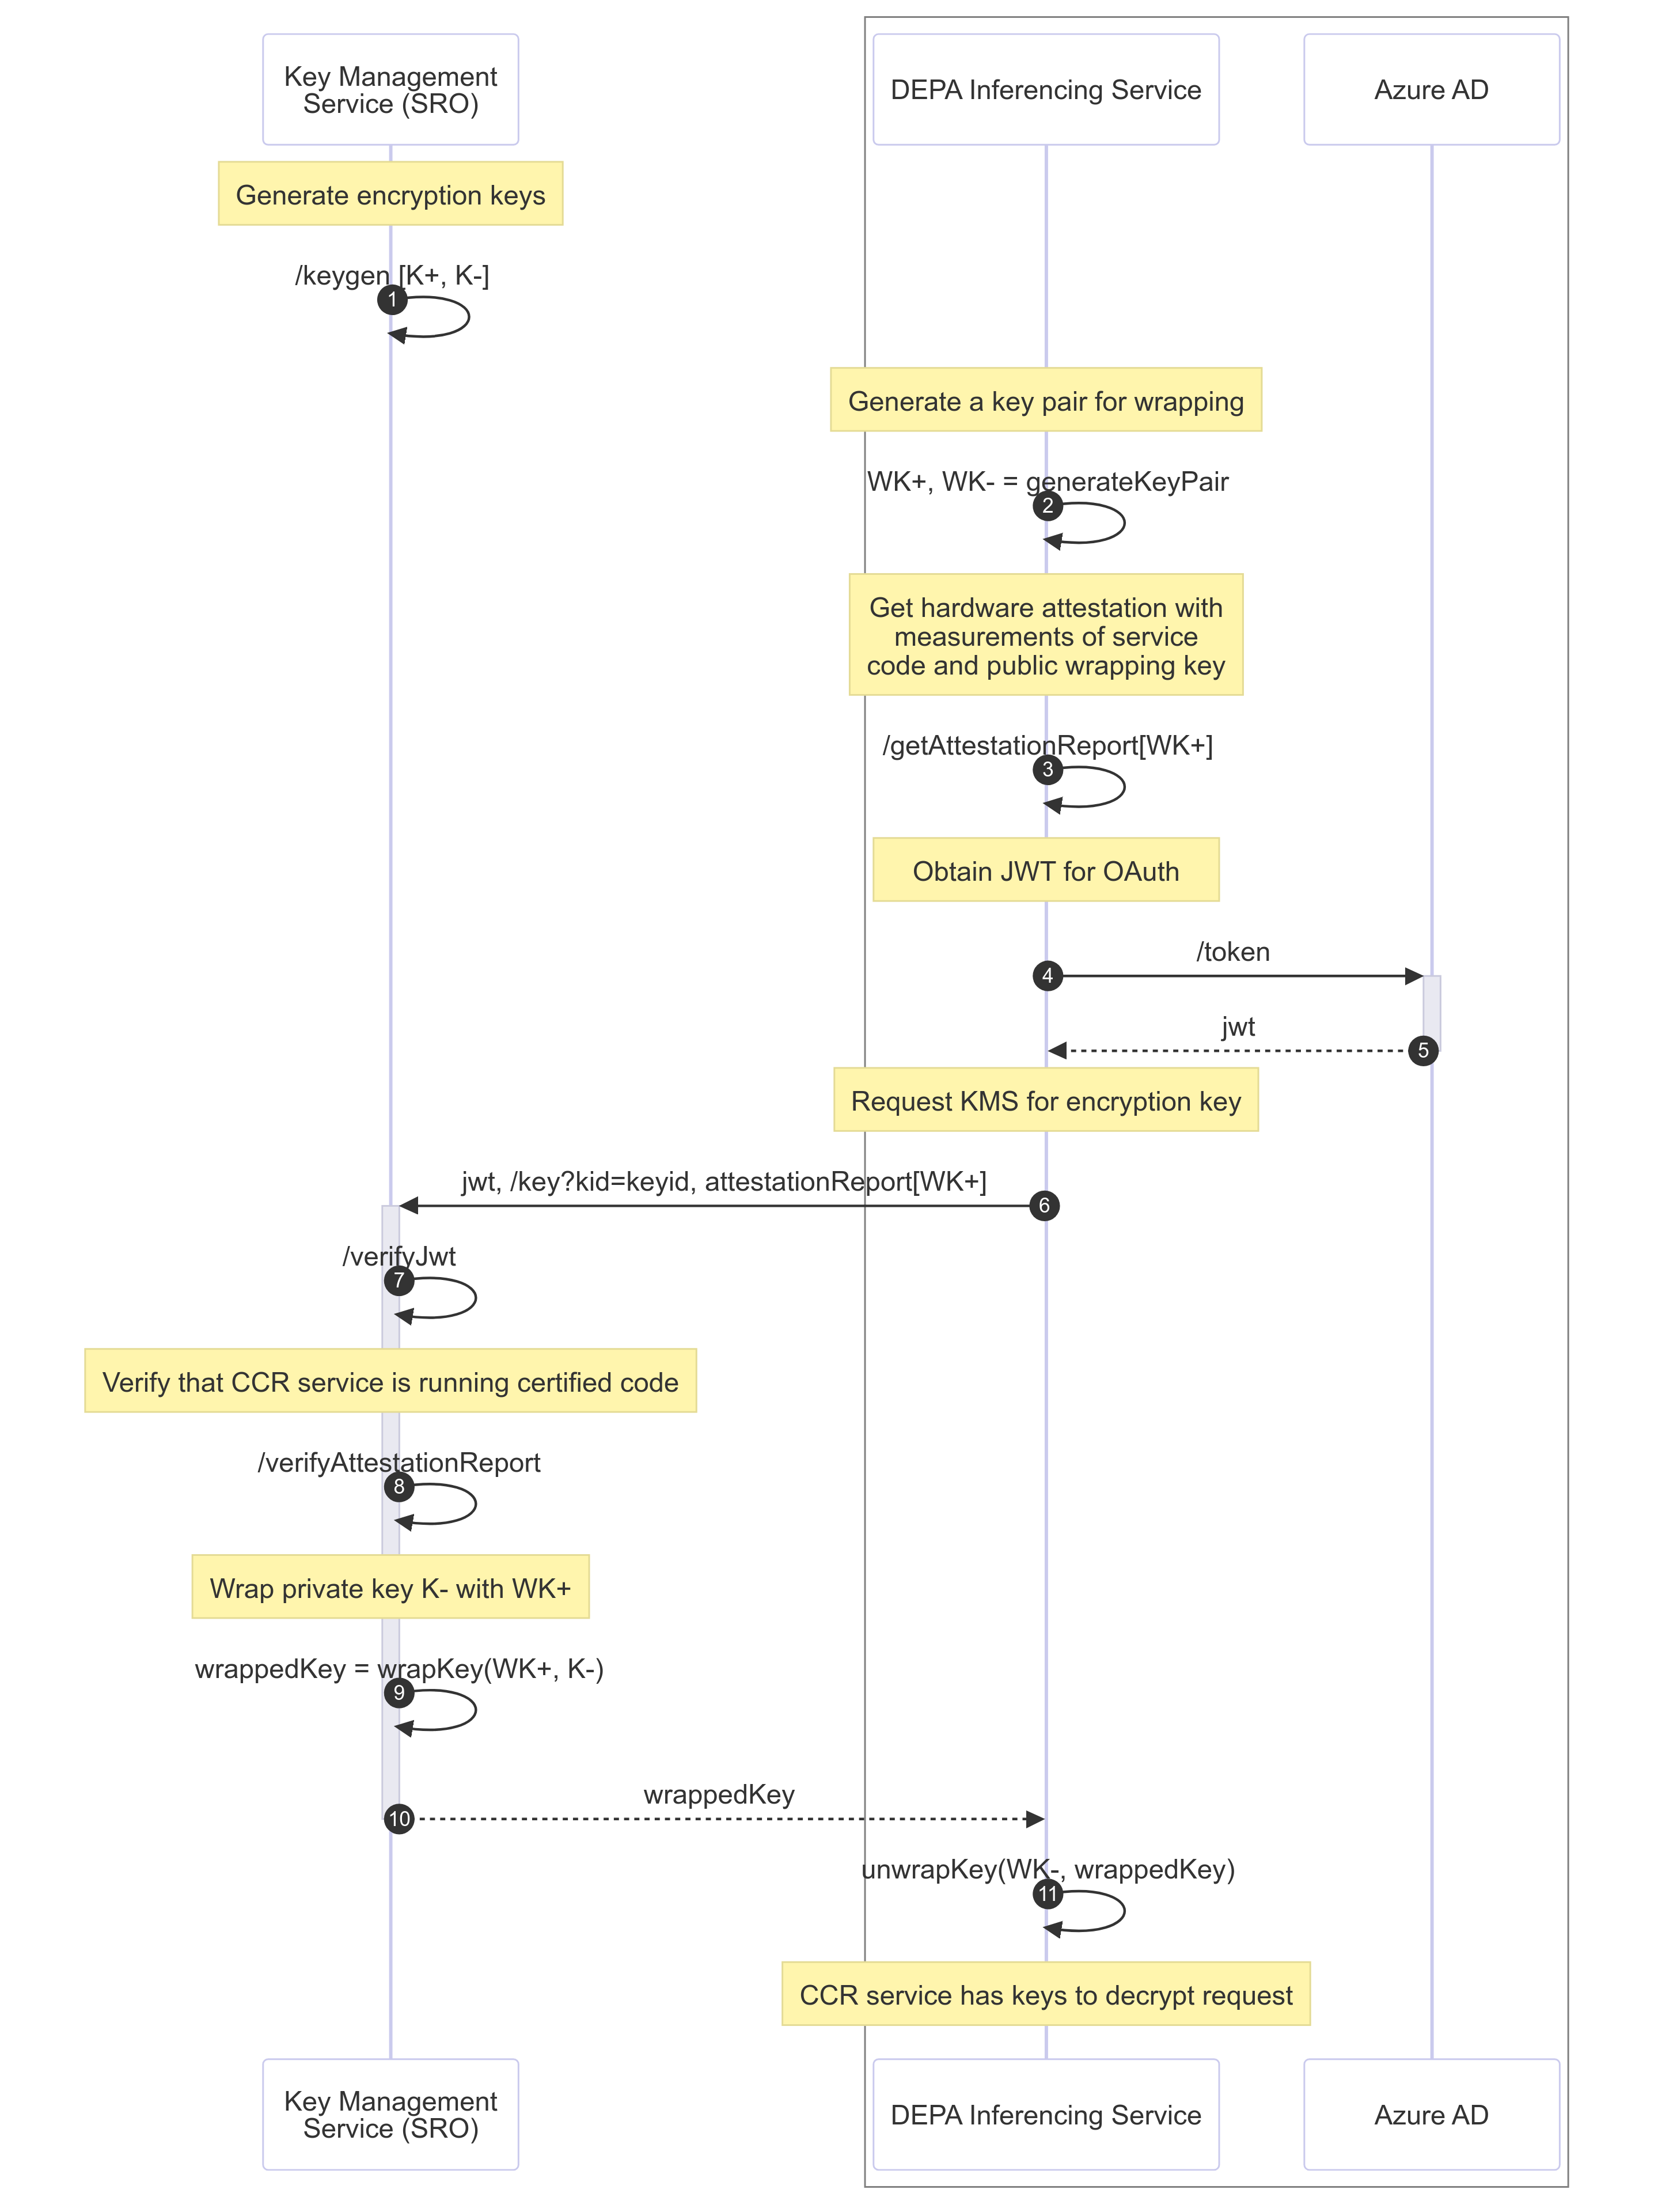 Key Management
Service (SRO)
DEPA Inferencing Service
Azure AD
Generate encryption keys
/keygen [K+, K-]
1
Generate a key pair for wrapping
WK+, WK- = generateKeyPair
2
Get hardware attestation with
measurements of service
code and public wrapping key
/getAttestationReport[WK+]
3
Obtain JWT for OAuth
/token
4
jwt
5
Request KMS for encryption key
jwt, /key?kid=keyid, attestationReport[WK+]
6
/verifyJwt
7
Verify that CCR service is running certified code
/verifyAttestationReport
8
Wrap private key K- with WK+
wrappedKey = wrapKey(WK+, K-)
9
wrappedKey
10
unwrapKey(WK-, wrappedKey)
11
CCR service has keys to decrypt request
Key Management
Service (SRO)
DEPA Inferencing Service
Azure AD